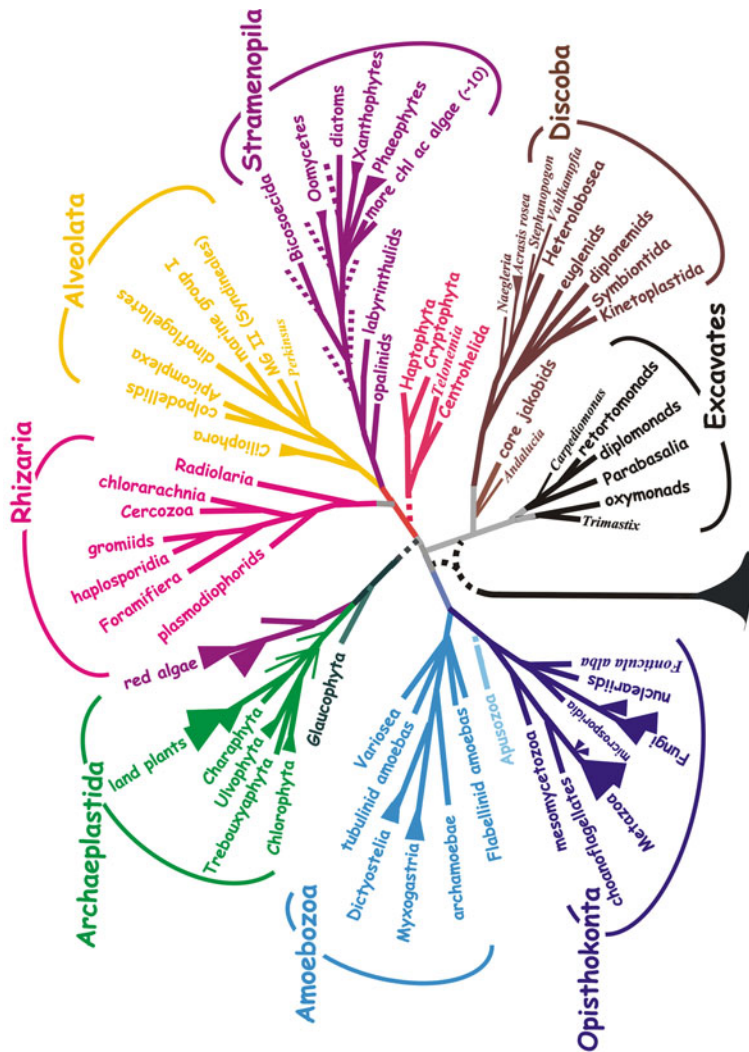 Archaeplastida
red algae
land plants
Charaphyta
Ulvophyta
Trebouxyaphyta
Chlorophyta
Glaucophyta
Rhizaria
Radiolaria
chlorarachnia
Cercozoa
gromiids
haplosporidia
Foramifiera
plasmodiophorids
Alveolata
dinoflagellates
marine group I
MG II (Syndineales)
Perkinsus
Apicomplexa
colpodellids
Ciliophora
Stramenopila
Bicosoecida
Oomycetes
diatoms
Xanthophytes
Phaeophytes
more chl ac algae (~10)
labyrinthulids
opalinids
Haptophyta
Cryptophyta
Telonemia
Centrohelida
Discoba
Naegleria
Acrasis rosea
Stephanopogon
Vahlkampfia
Heterolobosea
euglenids
diplonemids
Symbiontida
Kinetoplastida
core jakobids
Andalucia
Excavates
Carpediomonas
retortomonads
diplomonads
Parabasalia
oxymonads
Trimastix
Amoebozoa
Variosea
tubulinid amoebas
Dictyostelia
Myxogastria
archamoebae
Flabellinid amoebas
Apusozoa
Opisthokonta
Fonticula alba
nucleariids
Fungi
microsporidia
Metazoa
choanoflagellates
mesomycetozoa